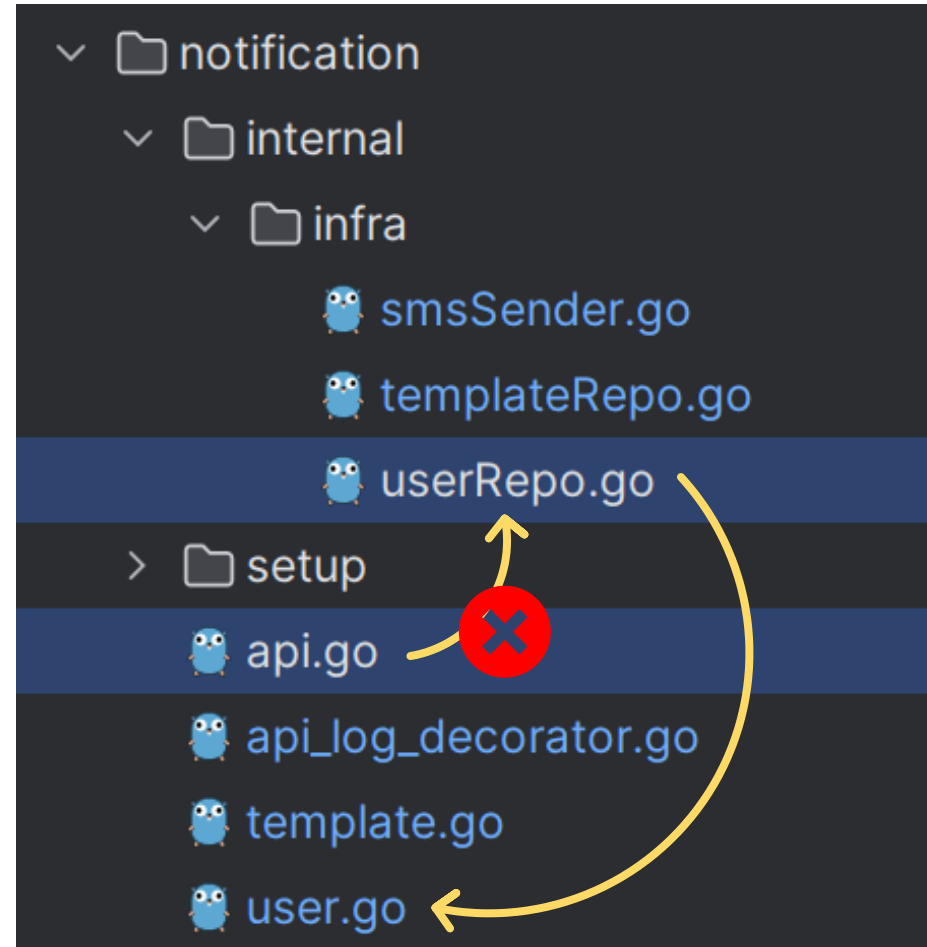 notification
internal
infra
smsSender.go
templateRepo.go
userRepo.go
setup
api.go
api_log_decorator.go
template.go
user.go